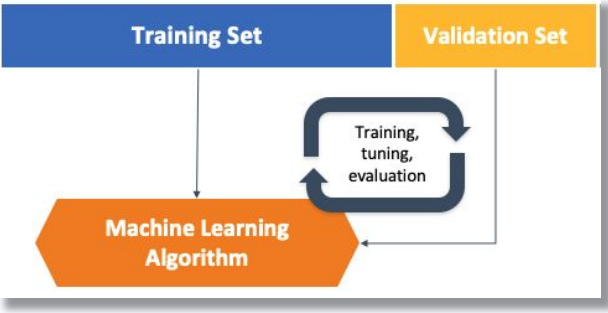 Training Set
Validation Set
Training,
tuning,
evaluation
Machine Learning
Algorithm